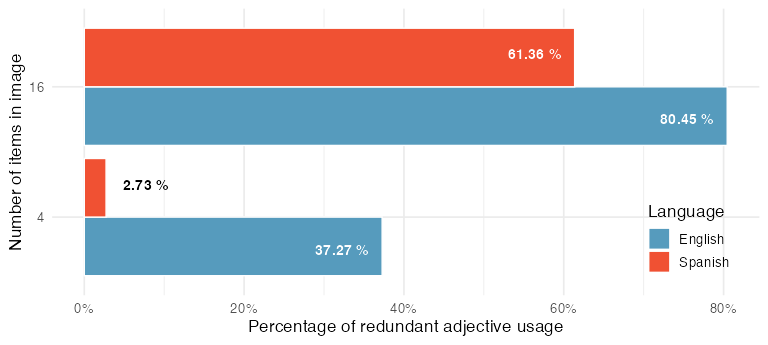 Number of items in image
61.36 %
16
80.45 %
2.73 %
4
37.27 %
Language
English
Spanish
0%
20%
40%
60%
80%
Percentage of redundant adjective usage